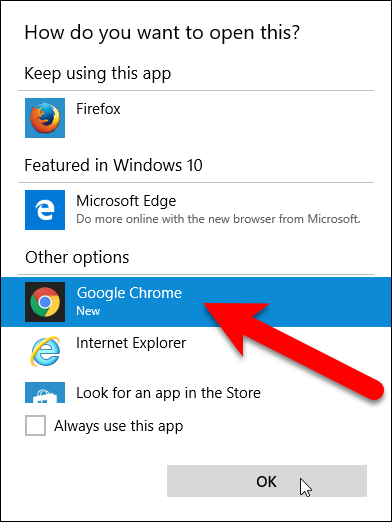 How do you want to open this?
Keep using this app
Firefox
Featured in Windows 10
Microsoft Edge
Do more online with the new browser from Microsoft.
Other options
Google Chrome
New
Internet Explorer
Look for an app in the Store
Always use this app
OK